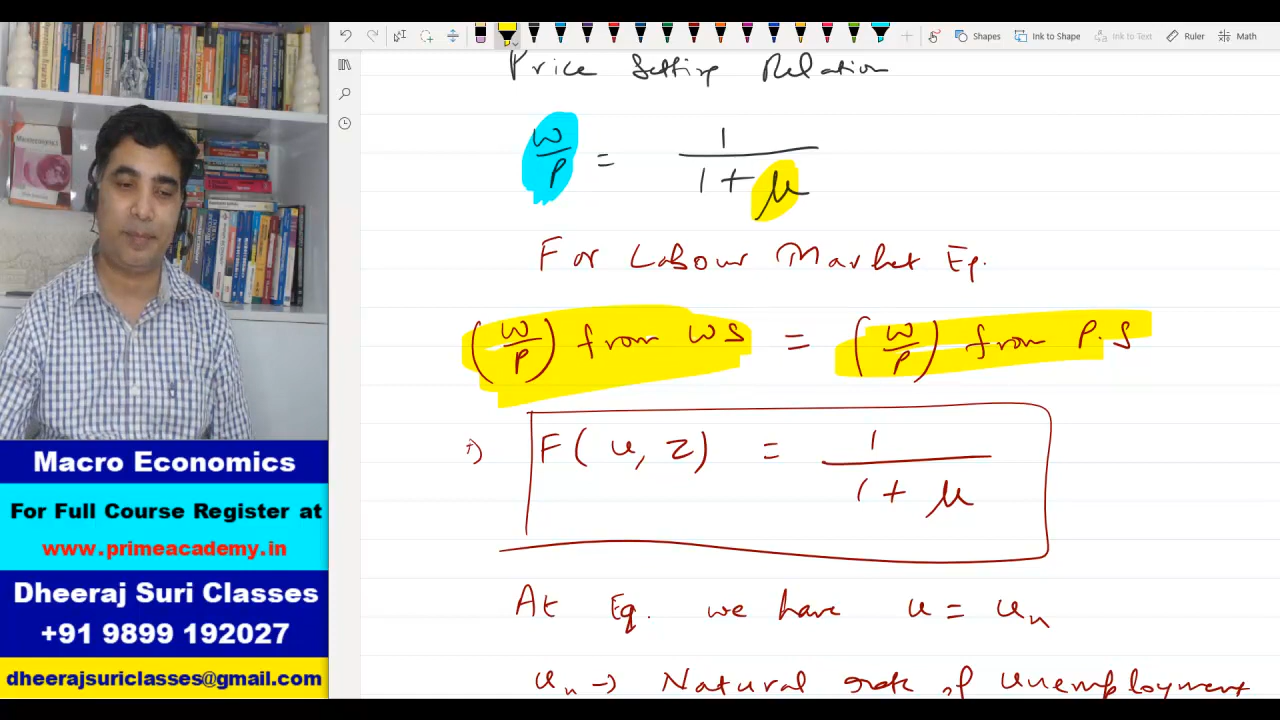 Shapes
Ink to Shape
Ink to Text
Ruler
Math
Price Setting Relation
W/P = 1/(1 + μ)
For Labour Market Eq.
(W/P) from WS = (W/P) from P.S
⇒ F(u, z) = 1/(1 + μ)
At Eq. we have u = un
un → Natural rate of Unemployment
Macro Economics
For Full Course Register at
www.primeacademy.in
Dheeraj Suri Classes
+91 9899 192027
dheerajsuriclasses@gmail.com